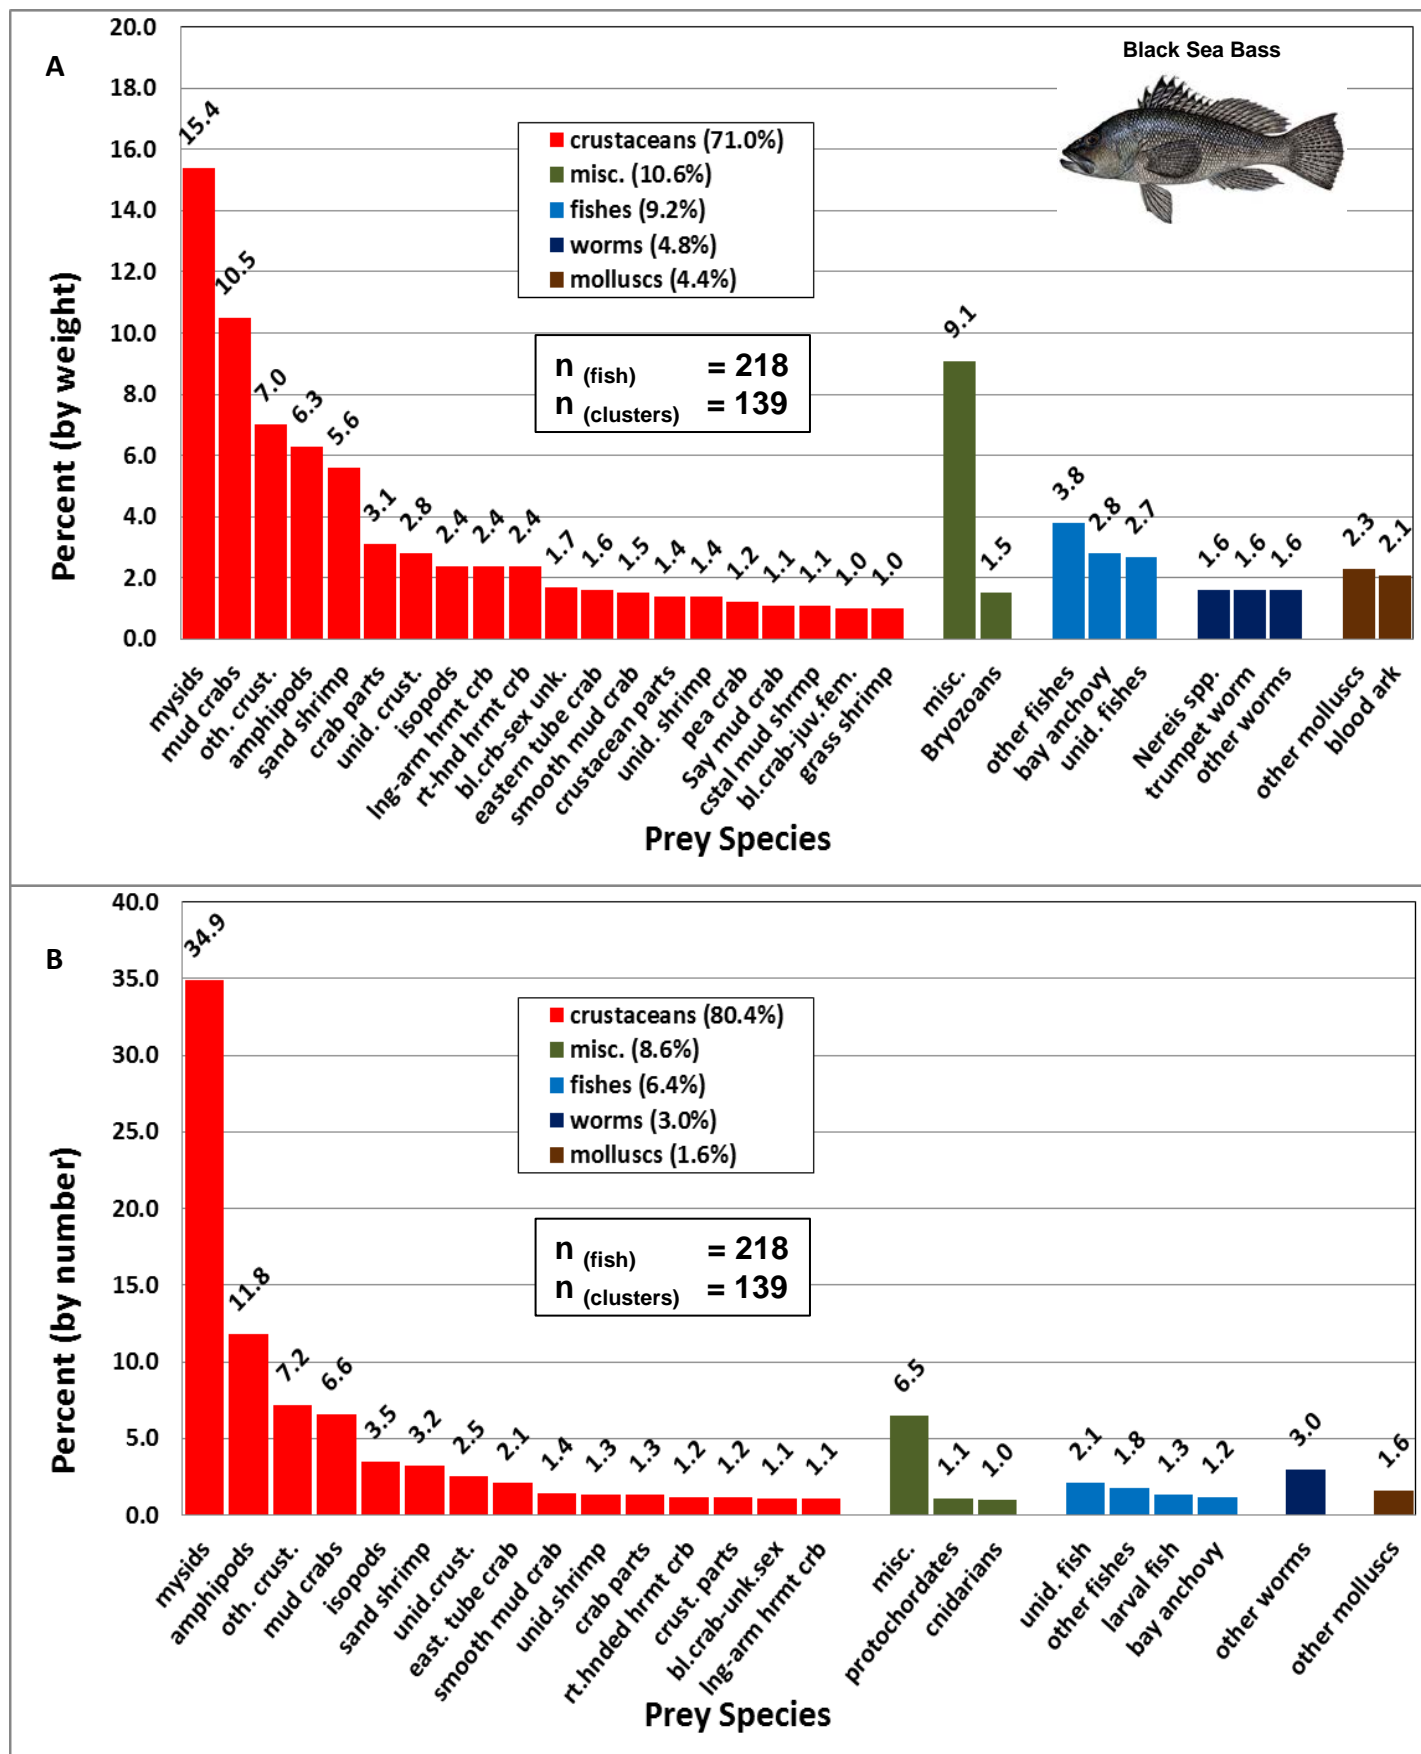 A
Black Sea Bass
Percent (by weight)
20.0
18.0
16.0
14.0
12.0
10.0
8.0
6.0
4.0
2.0
0.0
crustaceans (71.0%)
misc. (10.6%)
fishes (9.2%)
worms (4.8%)
molluscs (4.4%)
n (fish) = 218
n (clusters) = 139
15.4
10.5
7.0
6.3
5.6
3.1
2.8
2.4
2.4
2.4
1.7
1.6
1.5
1.4
1.4
1.2
1.1
1.1
1.0
1.0
9.1
1.5
3.8
2.8
2.7
1.6
1.6
1.6
2.3
2.1
mysids
mud crabs
oth. crust.
amphipods
sand shrimp
crab parts
unid. crust.
isopods
lng-arm hrmt crb
rt-hnd hrmt crb
bl.crb-sex unk.
eastern tube crab
smooth mud crab
crustacean parts
unid. shrimp
pea crab
Say mud crab
cstal mud shrmp
bl.crab-juv.fem.
grass shrimp
misc.
Bryozoans
other fishes
bay anchovy
unid. fishes
Nereis spp.
trumpet worm
other worms
other molluscs
blood ark
Prey Species
B
Percent (by number)
40.0
35.0
30.0
25.0
20.0
15.0
10.0
5.0
0.0
crustaceans (80.4%)
misc. (8.6%)
fishes (6.4%)
worms (3.0%)
molluscs (1.6%)
n (fish) = 218
n (clusters) = 139
34.9
11.8
7.2
6.6
3.5
3.2
2.5
2.1
1.4
1.3
1.3
1.2
1.2
1.1
1.1
6.5
1.1
1.0
2.1
1.8
1.3
1.2
3.0
1.6
mysids
amphipods
oth. crust.
mud crabs
isopods
sand shrimp
unid.crust.
east. tube crab
smooth mud crab
unid.shrimp
crab parts
rt.hnded hrmt crb
crust. parts
bl.crab-unk.sex
lng-arm hrmt crb
misc.
protochordates
cnidarians
unid. fish
other fishes
larval fish
bay anchovy
other worms
other molluscs
Prey Species